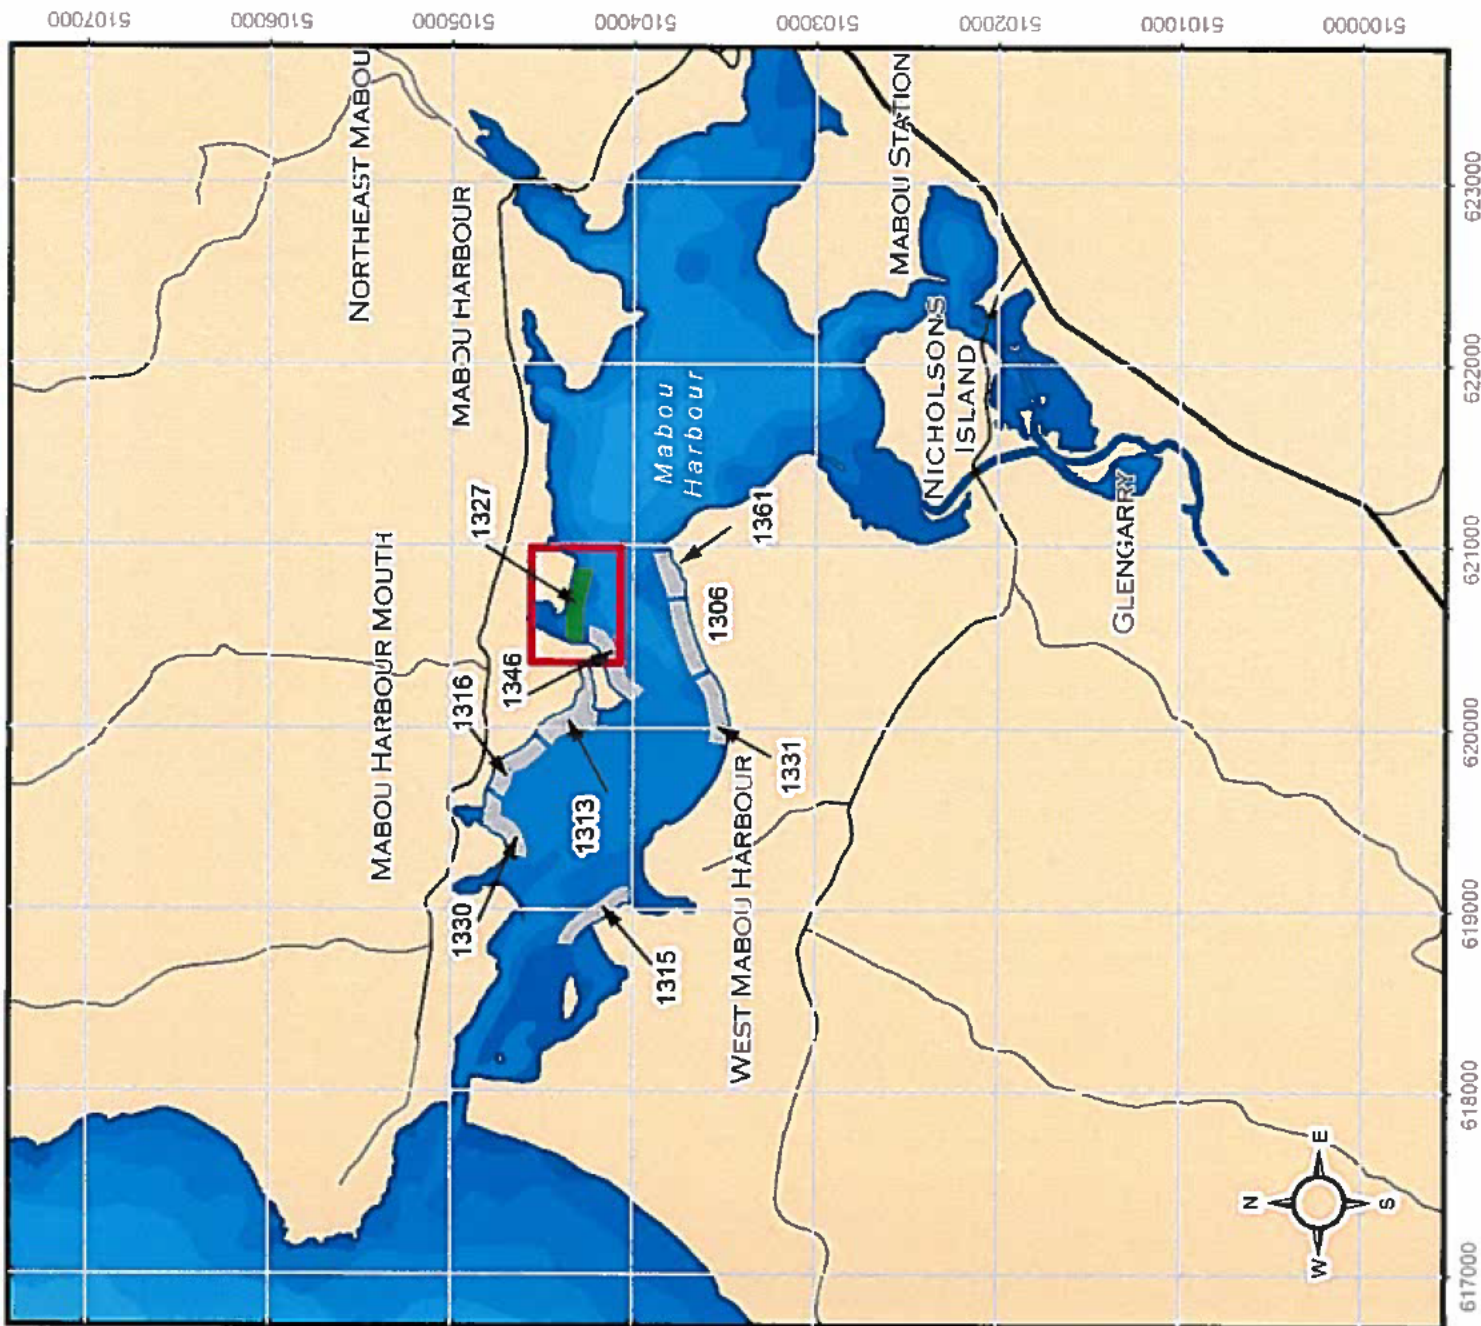 5107000
NORTHEAST MABOU
MABOU HARBOUR MOUTH
5106000
1330
1316
MABOU HARBOUR
5105000
1327
1346
1313
5104000
1315
Mabou
Harbour
1306
WEST MABOU HARBOUR
1361
1331
5103000
MABOU STATION
NICHOLSONS
ISLAND
5102000
GLENGARRY
5101000
N
W
E
S
5100000
617000
618000
619000
620000
621000
622000
623000